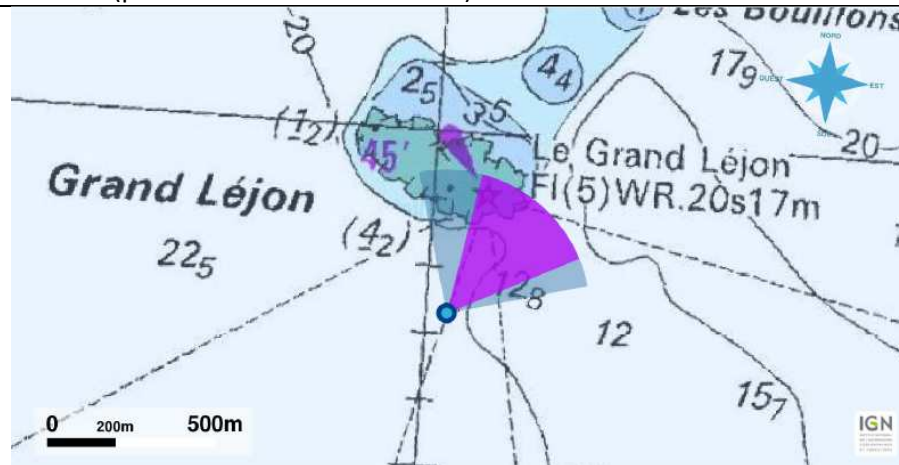 Les Bouillons
NORD
20
2₅
4₄
17₉
OUEST
EST
(1₂)
3₅
45'
20
Le Grand Léjon
Fl(5)WR.20s17m
Grand Léjon
(4₂)
22₅
12₈
12
15₇
0 200m 500m
IGN